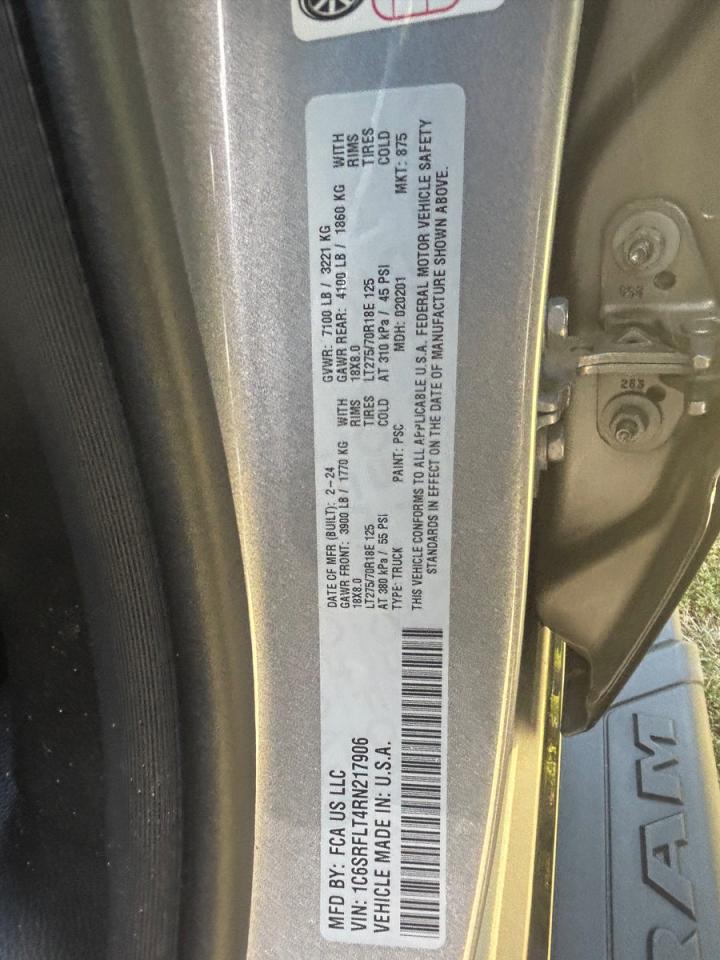 MFD BY: FCA US LLC
VIN: 1C6SRFLT4RN217906
VEHICLE MADE IN: U.S.A.
DATE OF MFR (BUILT): 2-24
GAWR FRONT: 3900 LB / 1770 KG WITH
18X8.0 RIMS
LT275/70R18E 125 TIRES
AT 380 kPa / 55 PSI COLD
GVWR: 7100 LB / 3221 KG
GAWR REAR: 4100 LB / 1860 KG WITH
18X8.0 RIMS
LT275/70R18E 125 TIRES
AT 310 kPa / 45 PSI COLD
TYPE: TRUCK PAINT: PSC MDH: 020201 MKT: 875
THIS VEHICLE CONFORMS TO ALL APPLICABLE U.S.A. FEDERAL MOTOR VEHICLE SAFETY
STANDARDS IN EFFECT ON THE DATE OF MANUFACTURE SHOWN ABOVE.
283
RAM